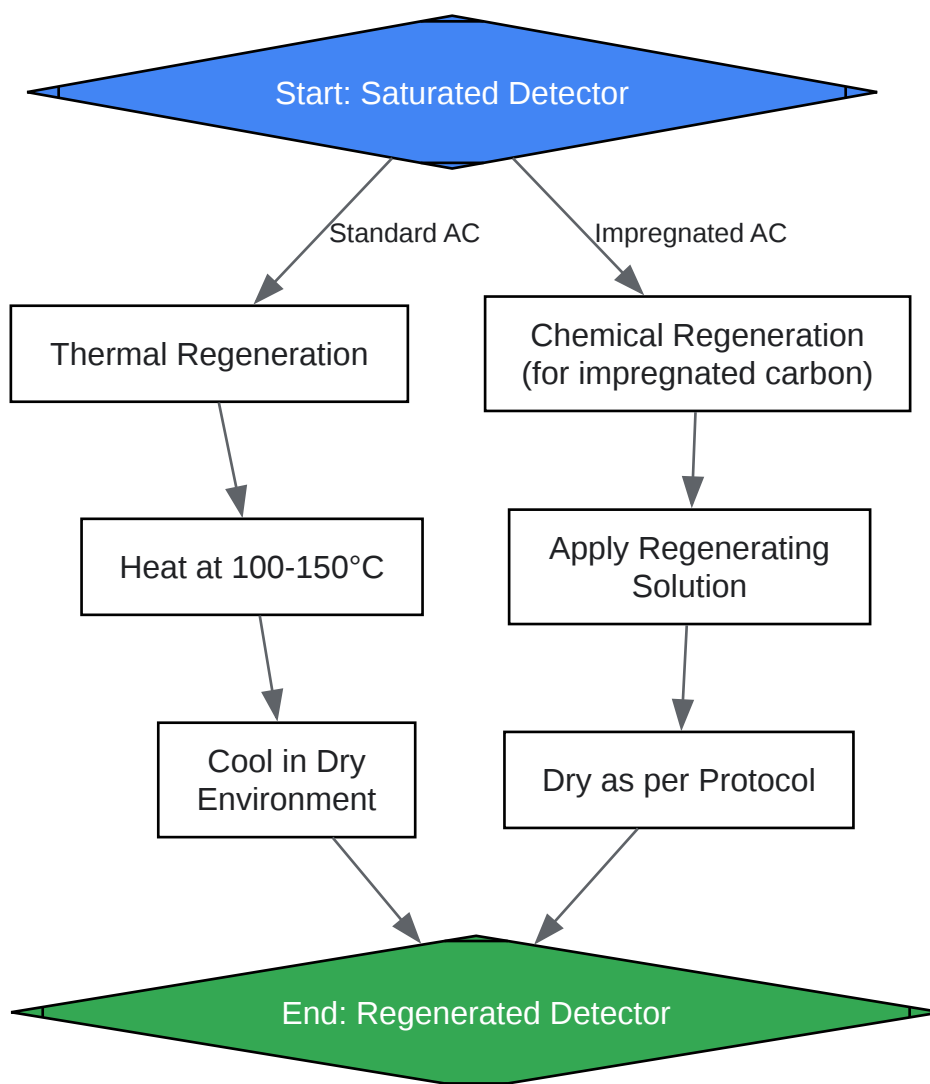 Start: Saturated Detector
Standard AC
Impregnated AC
Thermal Regeneration
Chemical Regeneration
(for impregnated carbon)
Heat at 100-150°C
Apply Regenerating
Solution
Cool in Dry
Environment
Dry as per Protocol
End: Regenerated Detector